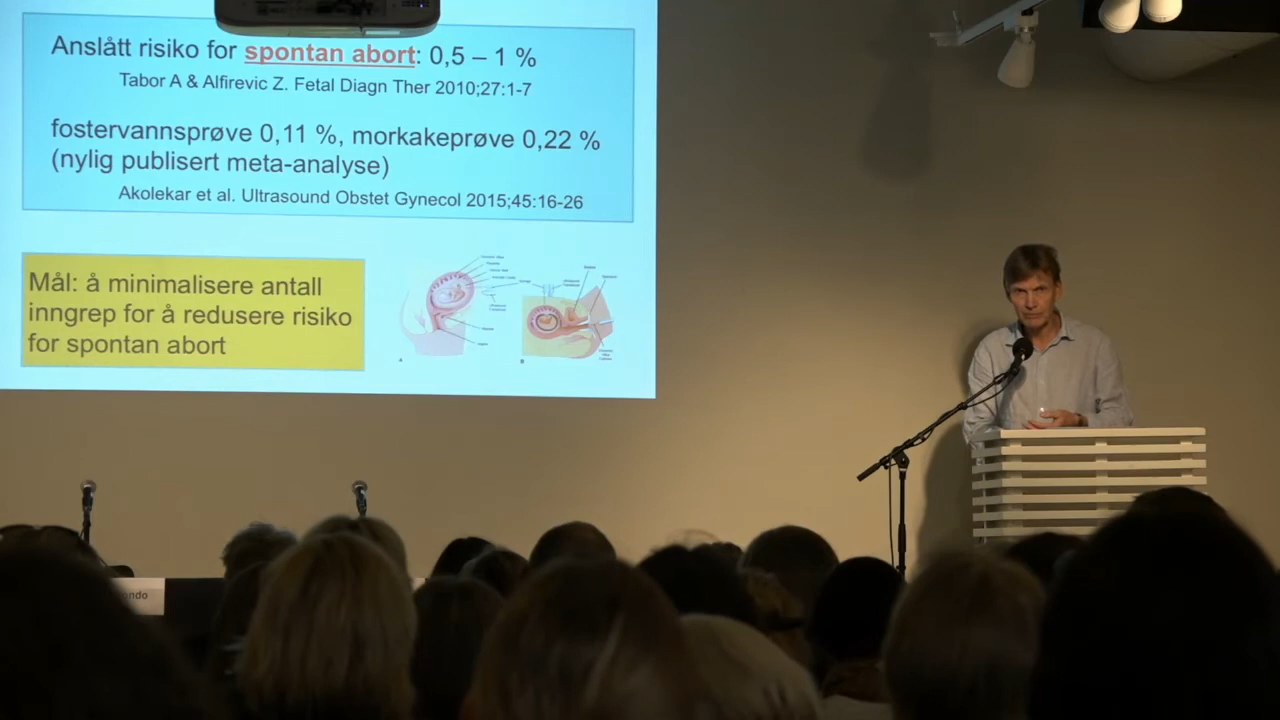 Anslått risiko for spontan abort: 0,5 – 1 %
Tabor A & Alfirevic Z. Fetal Diagn Ther 2010;27:1-7
fostervannsprøve 0,11 %, morkakeprøve 0,22 %
(nylig publisert meta-analyse)
Akolekar et al. Ultrasound Obstet Gynecol 2015;45:16-26
Mål: å minimalisere antall
inngrep for å redusere risiko
for spontan abort